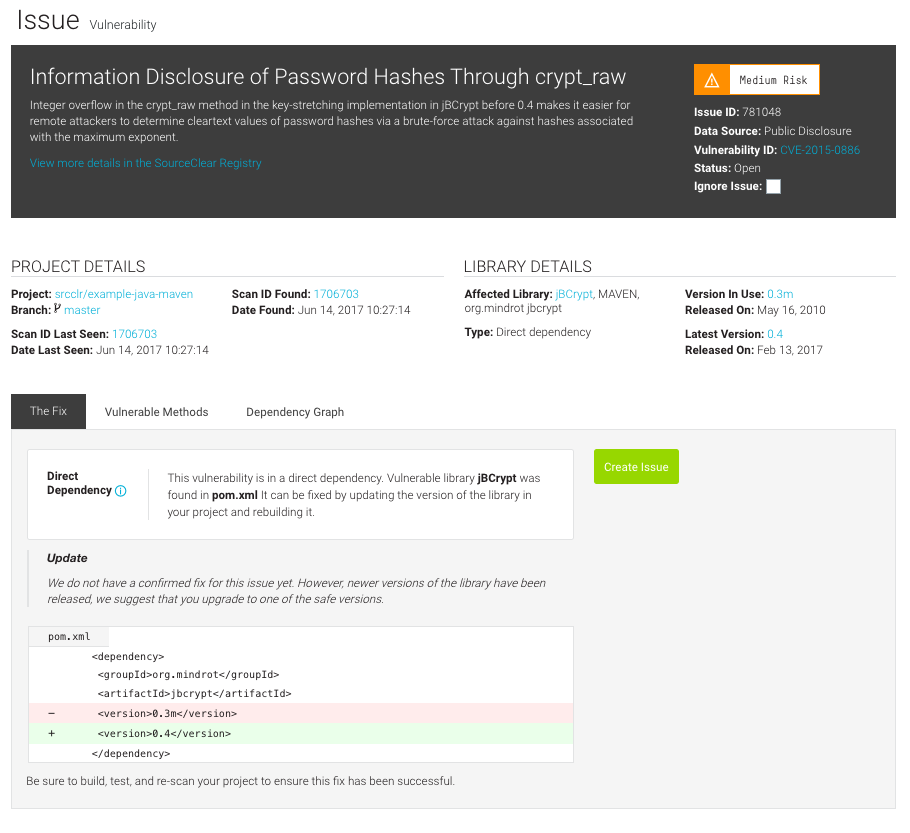 Issue Vulnerability
Information Disclosure of Password Hashes Through crypt_raw
Integer overflow in the crypt_raw method in the key-stretching implementation in jBCrypt before 0.4 makes it easier for
remote attackers to determine cleartext values of password hashes via a brute-force attack against hashes associated
with the maximum exponent.
View more details in the SourceClear Registry
Medium Risk
Issue ID: 781048
Data Source: Public Disclosure
Vulnerability ID: CVE-2015-0886
Status: Open
Ignore Issue:
PROJECT DETAILS
Project: srcclr/example-java-maven
Branch: master
Scan ID Last Seen: 1706703
Date Last Seen: Jun 14, 2017 10:27:14
Scan ID Found: 1706703
Date Found: Jun 14, 2017 10:27:14
LIBRARY DETAILS
Affected Library: jBCrypt, MAVEN,
org.mindrot jbcrypt
Type: Direct dependency
Version In Use: 0.3m
Released On: May 16, 2010
Latest Version: 0.4
Released On: Feb 13, 2017
The Fix
Vulnerable Methods
Dependency Graph
Direct
Dependency
This vulnerability is in a direct dependency. Vulnerable library jBCrypt was
found in pom.xml It can be fixed by updating the version of the library in
your project and rebuilding it.
Create Issue
Update
We do not have a confirmed fix for this issue yet. However, newer versions of the library have been
released, we suggest that you upgrade to one of the safe versions.
pom.xml
<dependency>
<groupId>org.mindrot</groupId>
<artifactId>jbcrypt</artifactId>
- <version>0.3m</version>
+ <version>0.4</version>
</dependency>
Be sure to build, test, and re-scan your project to ensure this fix has been successful.